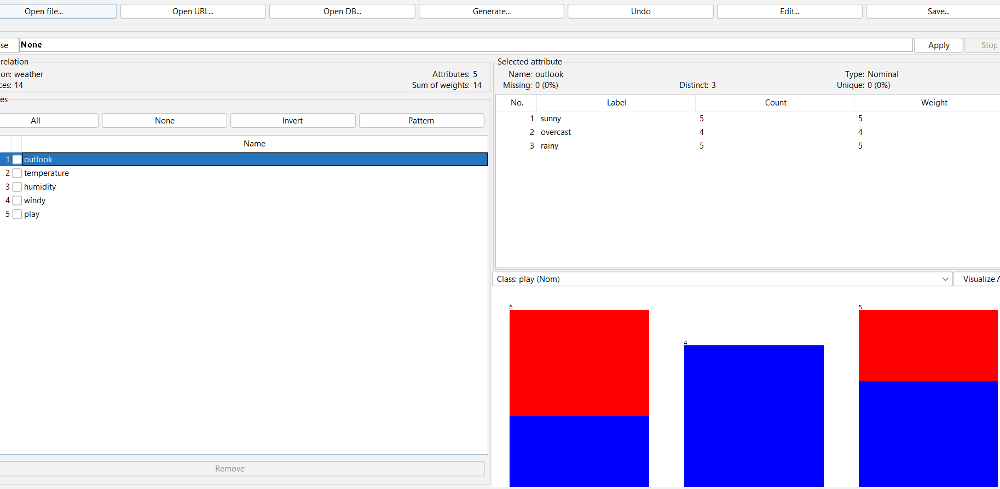 Open file... Open URL... Open DB... Generate... Undo Edit... Save...
se None Apply Stop
relation
on: weather Attributes: 5
ces: 14 Sum of weights: 14
es
All None Invert Pattern
Name
1 outlook
2 temperature
3 humidity
4 windy
5 play
Remove
Selected attribute
Name: outlook Type: Nominal
Missing: 0 (0%) Distinct: 3 Unique: 0 (0%)
No. Label Count Weight
1 sunny 5 5
2 overcast 4 4
3 rainy 5 5
Class: play (Nom) Visualize A
5 4 5